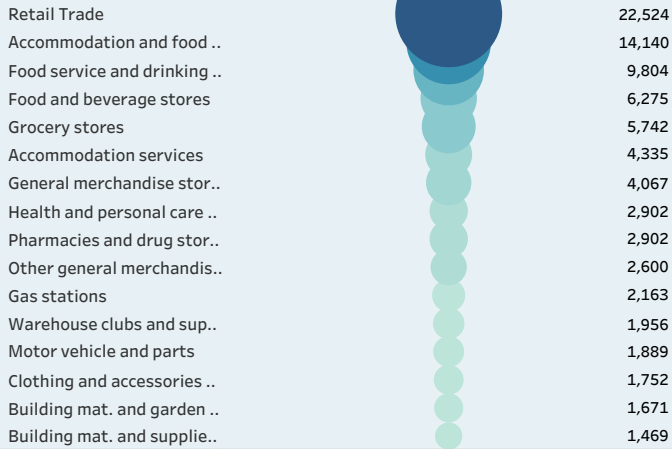 Retail Trade 22,524
Accommodation and food .. 14,140
Food service and drinking .. 9,804
Food and beverage stores 6,275
Grocery stores 5,742
Accommodation services 4,335
General merchandise stor.. 4,067
Health and personal care .. 2,902
Pharmacies and drug stor.. 2,902
Other general merchandis.. 2,600
Gas stations 2,163
Warehouse clubs and sup.. 1,956
Motor vehicle and parts 1,889
Clothing and accessories .. 1,752
Building mat. and garden .. 1,671
Building mat. and supplie.. 1,469